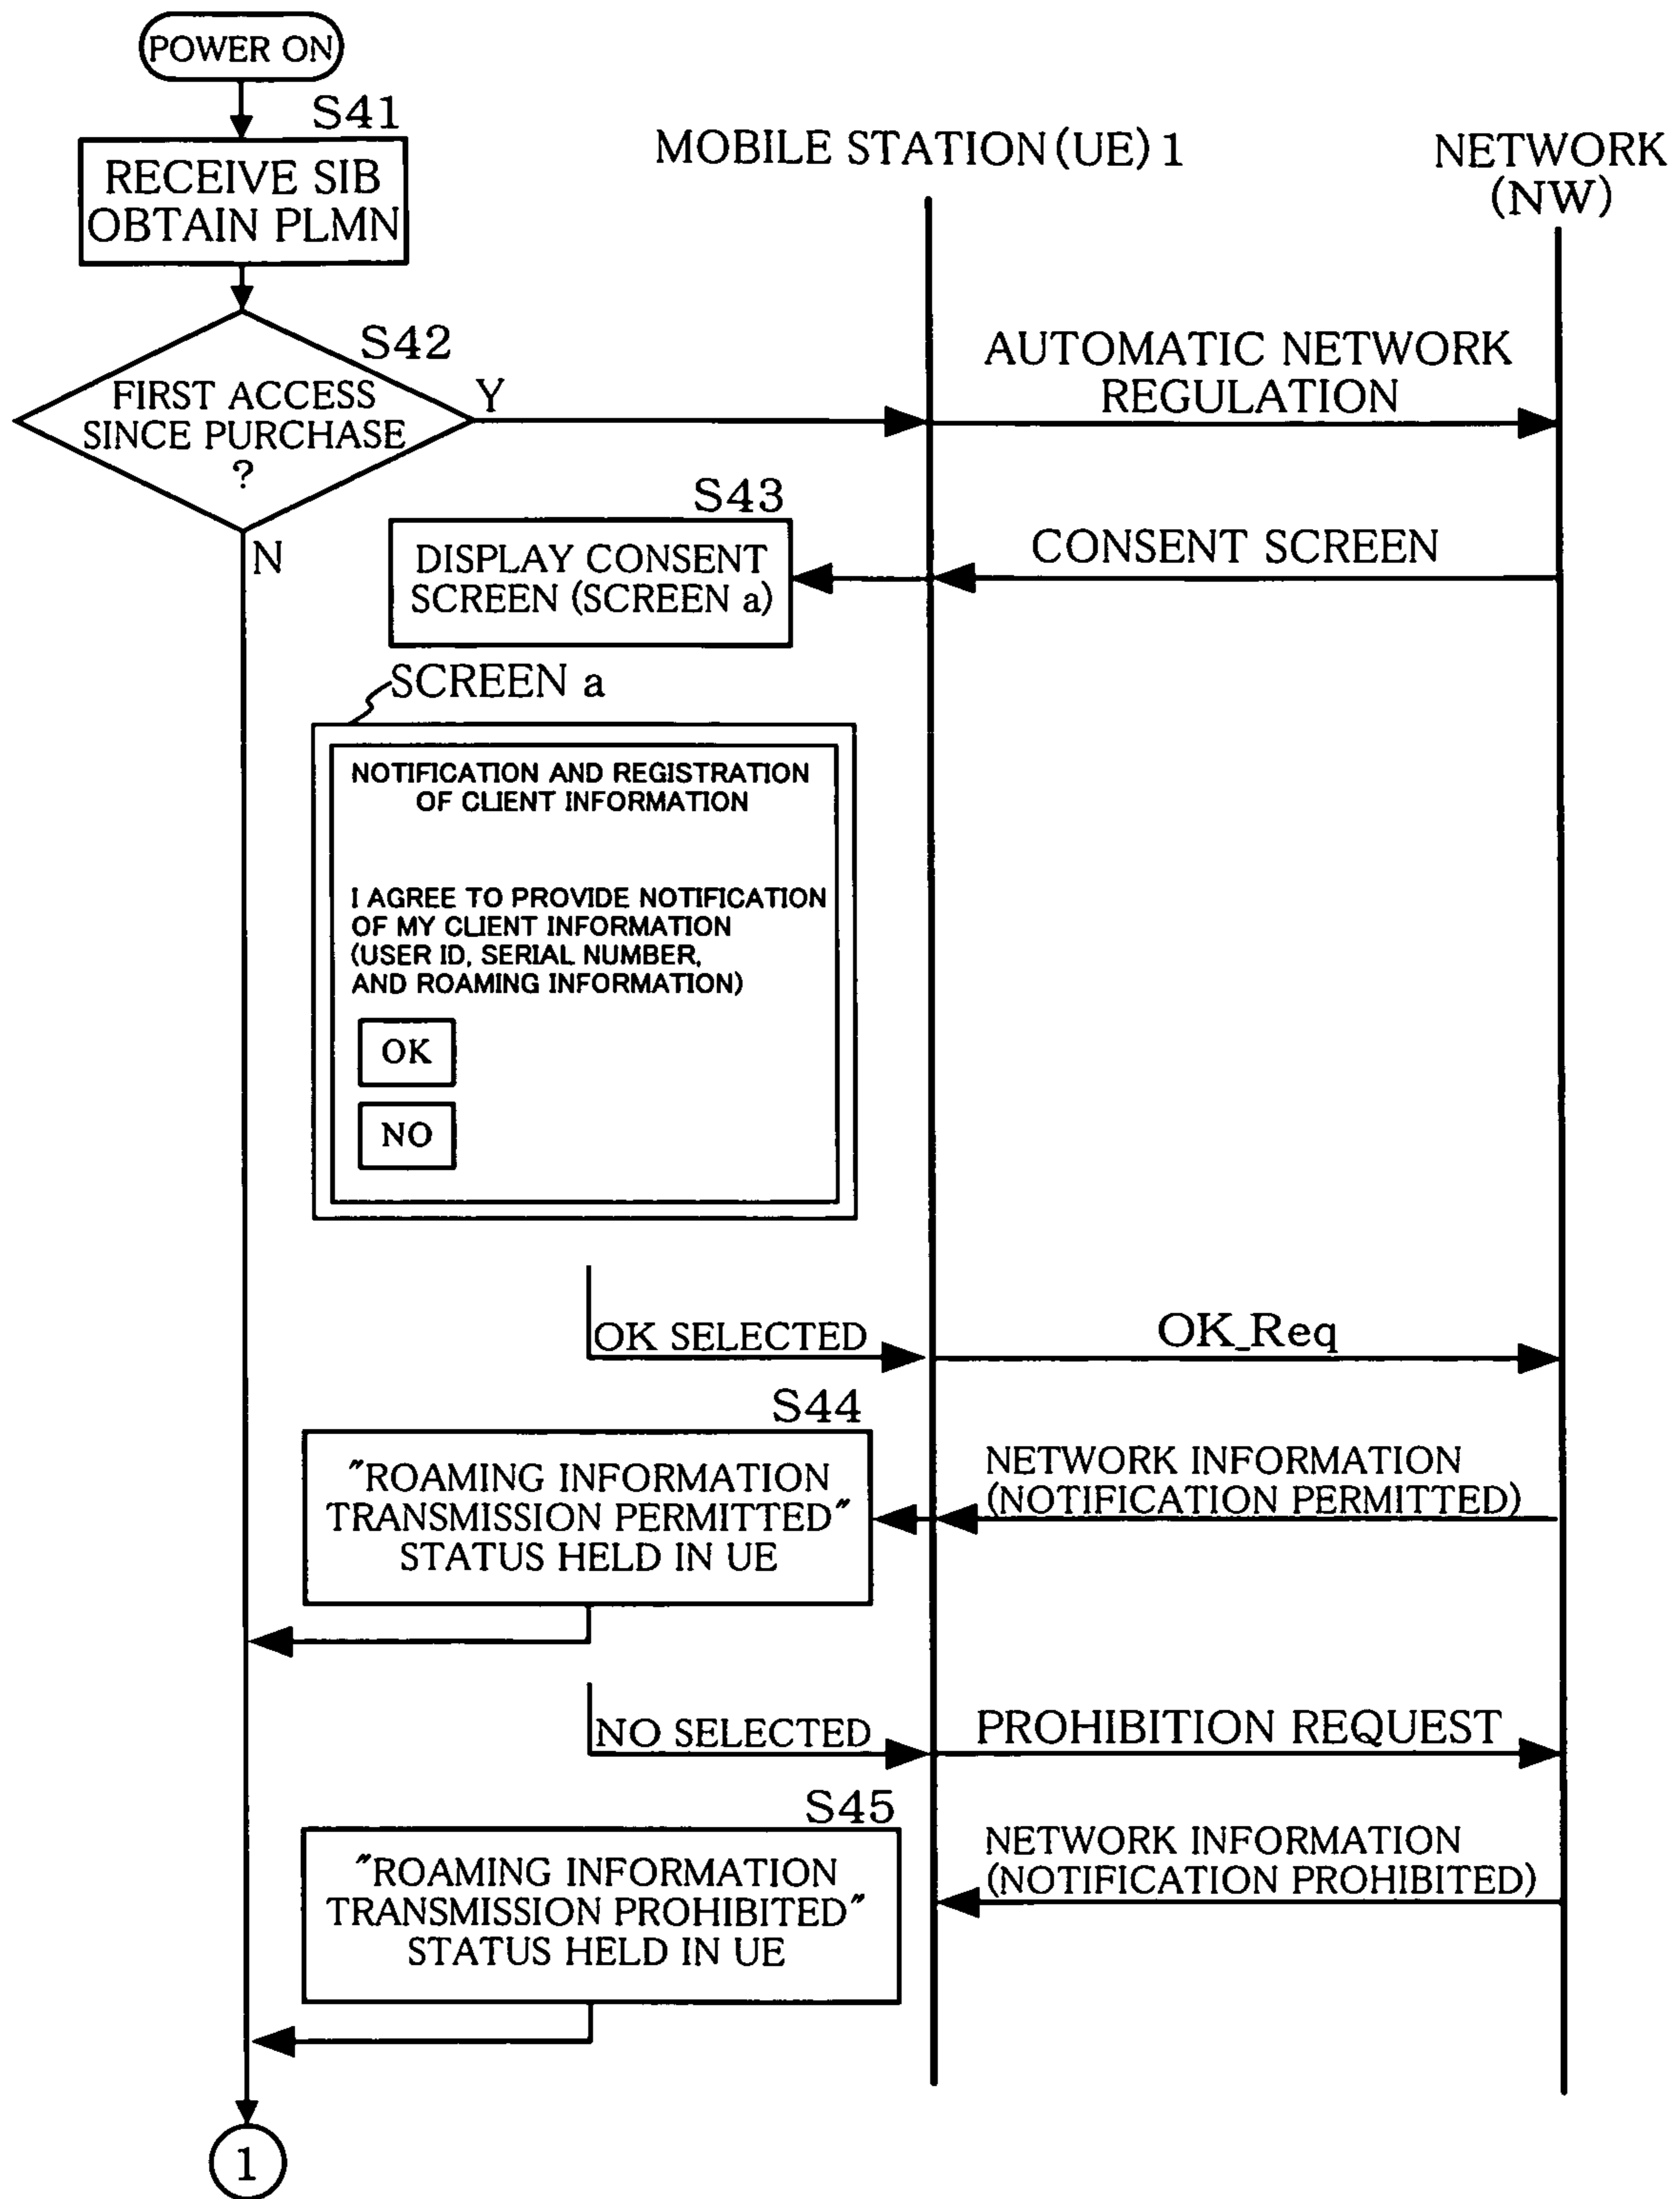 POWER ON
S41
RECEIVE SIB
OBTAIN PLMN
MOBILE STATION(UE) 1
NETWORK
(NW)
S42
FIRST ACCESS
SINCE PURCHASE
?
Y
AUTOMATIC NETWORK
REGULATION
N
S43
DISPLAY CONSENT
SCREEN (SCREEN a)
CONSENT SCREEN
SCREEN a
NOTIFICATION AND REGISTRATION
OF CLIENT INFORMATION
I AGREE TO PROVIDE NOTIFICATION
OF MY CLIENT INFORMATION
(USER ID, SERIAL NUMBER,
AND ROAMING INFORMATION)
OK
NO
OK SELECTED
OK_Req
S44
"ROAMING INFORMATION
TRANSMISSION PERMITTED"
STATUS HELD IN UE
NETWORK INFORMATION
(NOTIFICATION PERMITTED)
NO SELECTED
PROHIBITION REQUEST
S45
"ROAMING INFORMATION
TRANSMISSION PROHIBITED"
STATUS HELD IN UE
NETWORK INFORMATION
(NOTIFICATION PROHIBITED)
1